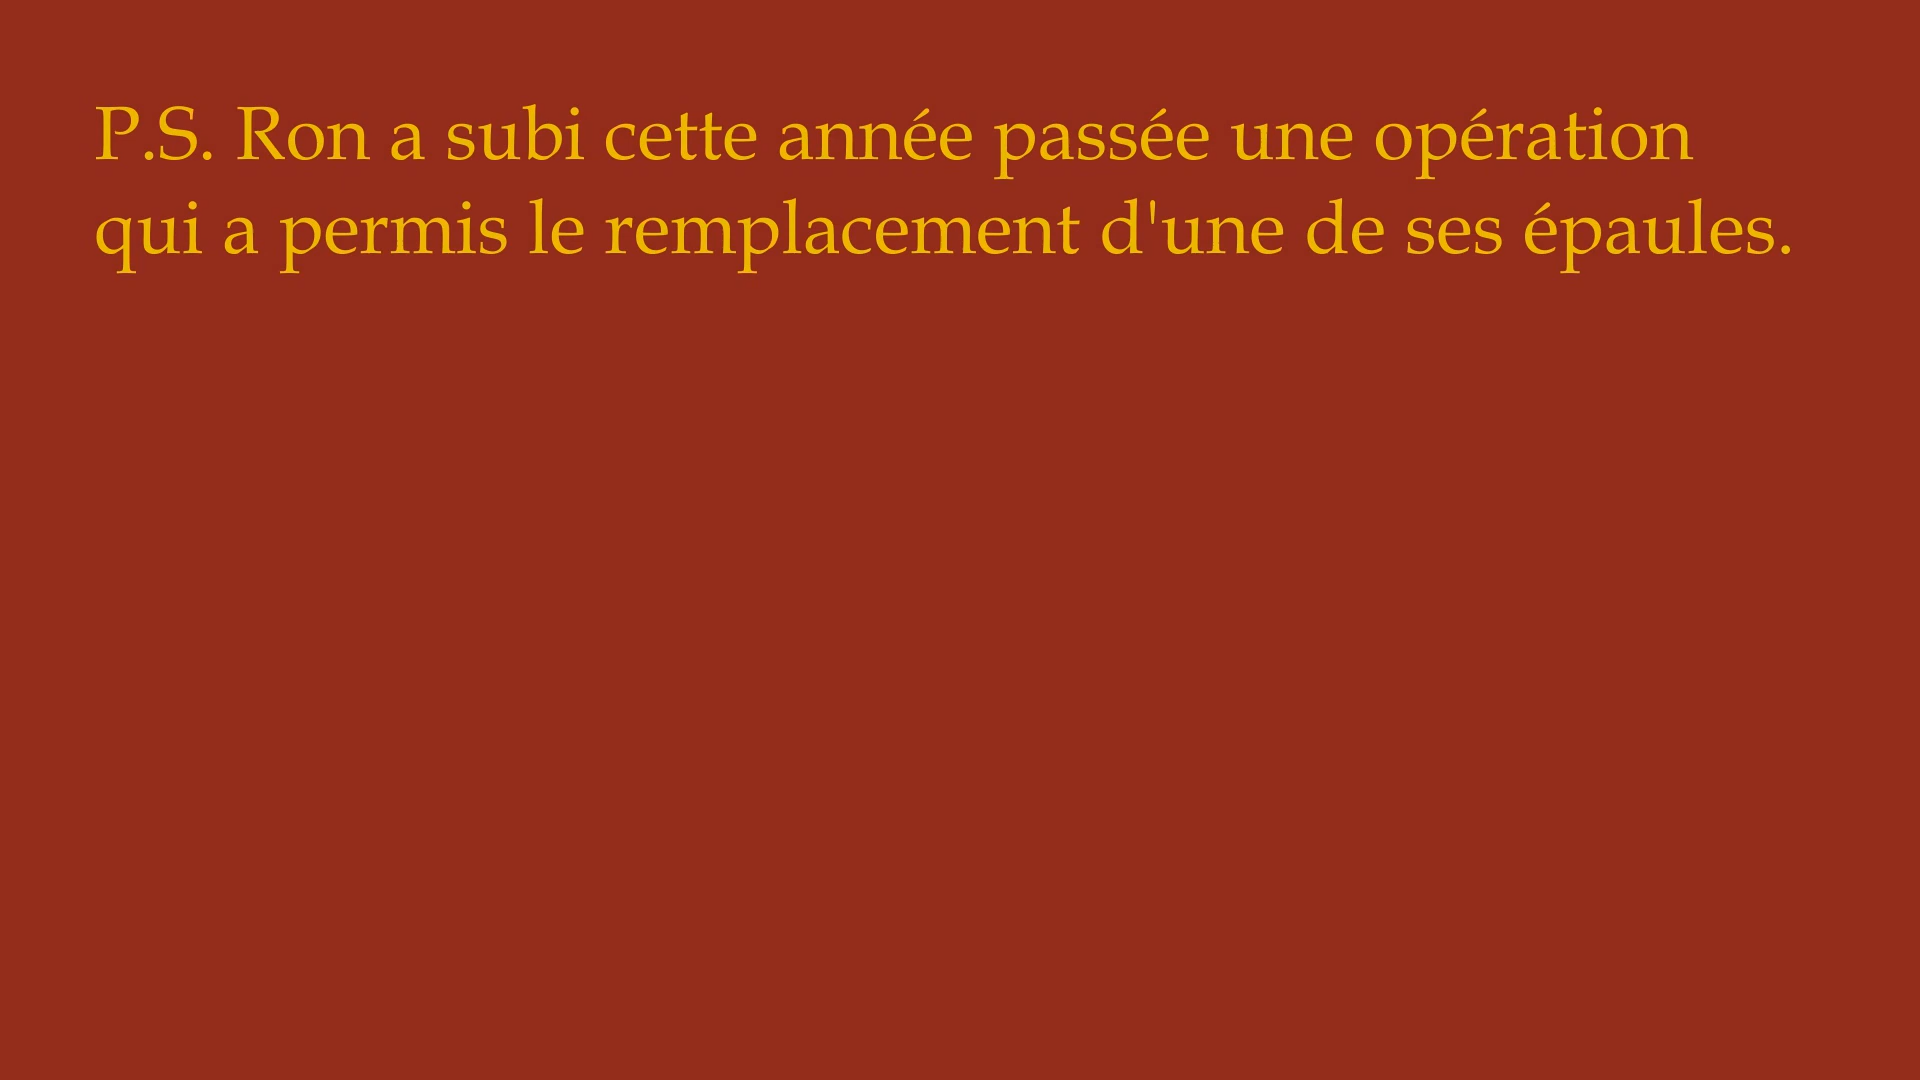 P.S. Ron a subi cette année passée une opération
qui a permis le remplacement d'une de ses épaules.